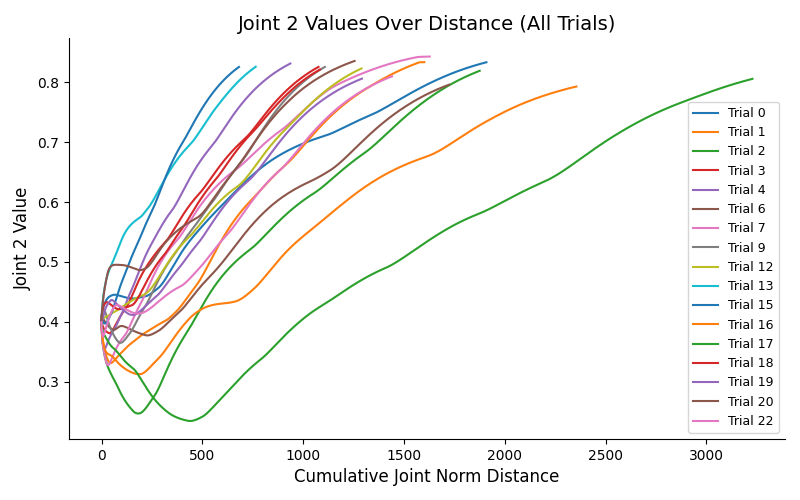 Joint 2 Values Over Distance (All Trials)
Joint 2 Value
0.8
0.7
0.6
0.5
0.4
0.3
0
500
1000
1500
2000
2500
3000
Cumulative Joint Norm Distance
Trial 0
Trial 1
Trial 2
Trial 3
Trial 4
Trial 6
Trial 7
Trial 9
Trial 12
Trial 13
Trial 15
Trial 16
Trial 17
Trial 18
Trial 19
Trial 20
Trial 22